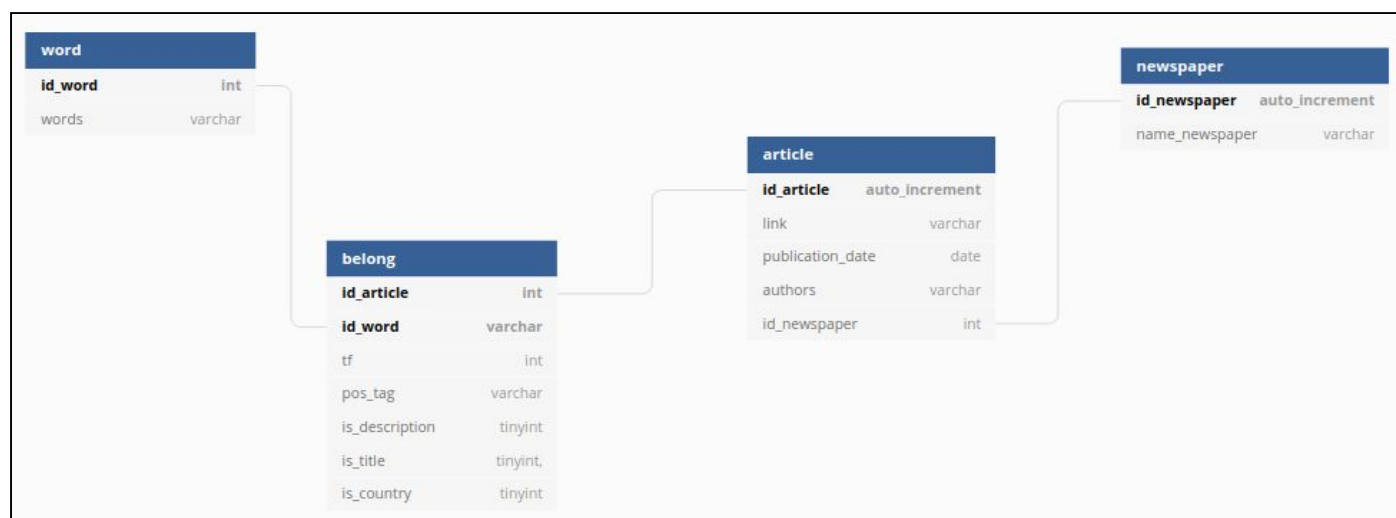 word
id_word int
words varchar
belong
id_article int
id_word varchar
tf int
pos_tag varchar
is_description tinyint
is_title tinyint,
is_country tinyint
article
id_article auto_increment
link varchar
publication_date date
authors varchar
id_newspaper int
newspaper
id_newspaper auto_increment
name_newspaper varchar